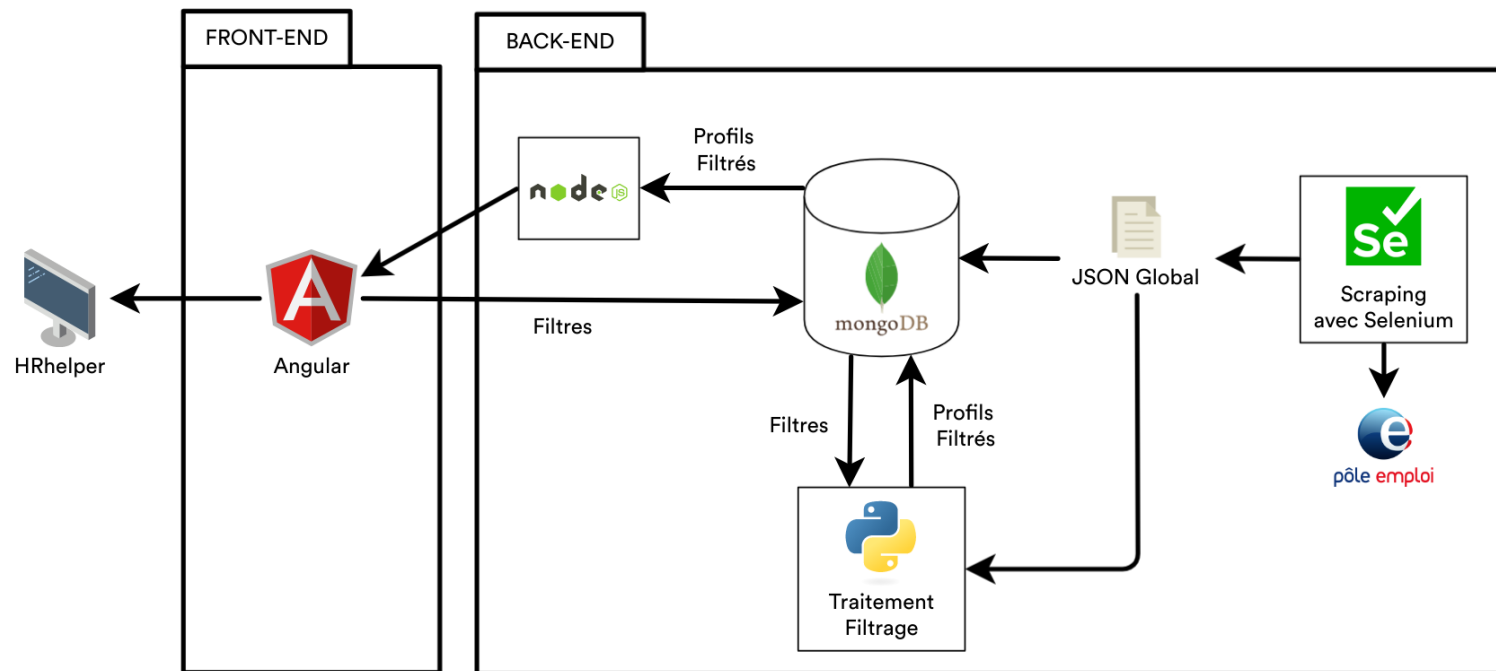 FRONT-END
BACK-END
Profils
Filtrés
node
JS
Se
mongoDB
JSON Global
Scraping
avec Selenium
HRhelper
Angular
A
Filtres
Filtres
Profils
Filtrés
e
pôle emploi
Traitement
Filtrage